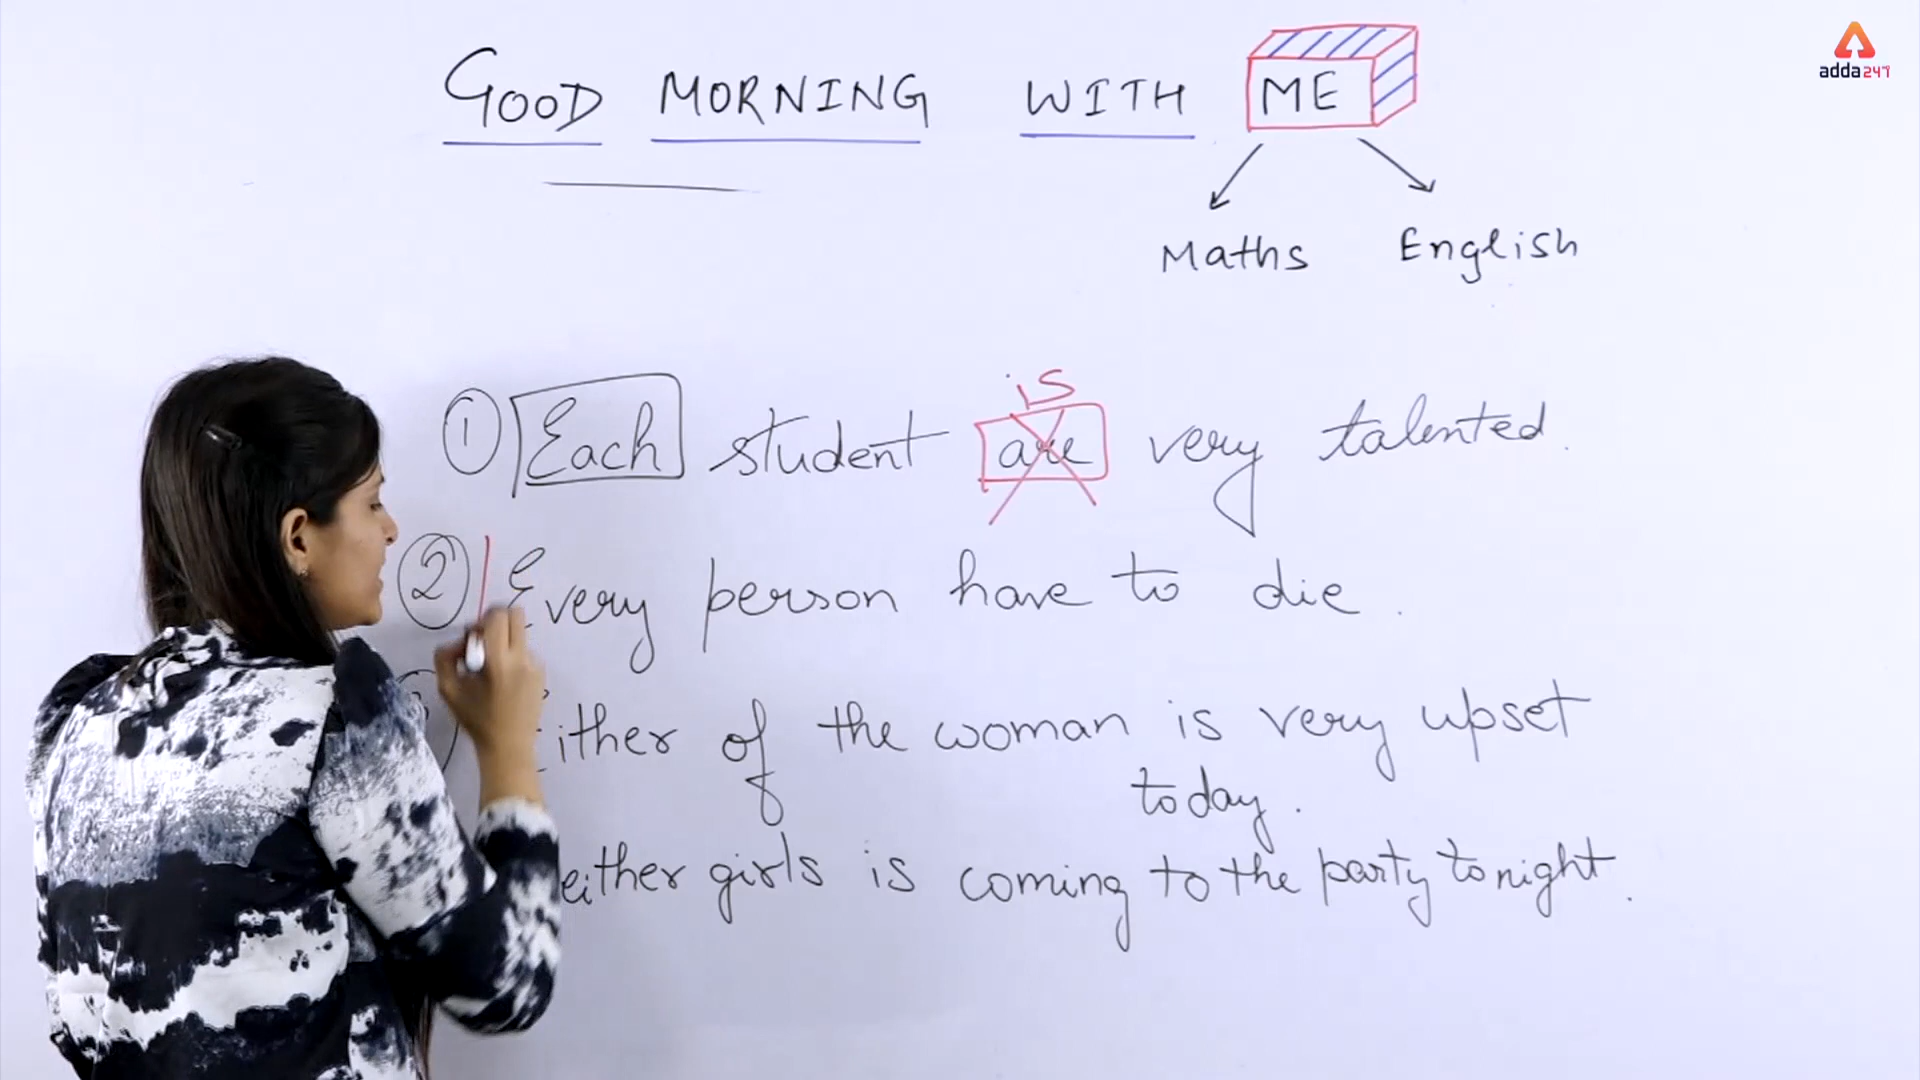 GOOD MORNING WITH ME
adda247
Maths English
is
1 Each student are very talented.
2 Every person have to die.
Either of the woman is very upset
today.
either girls is coming to the party tonight.